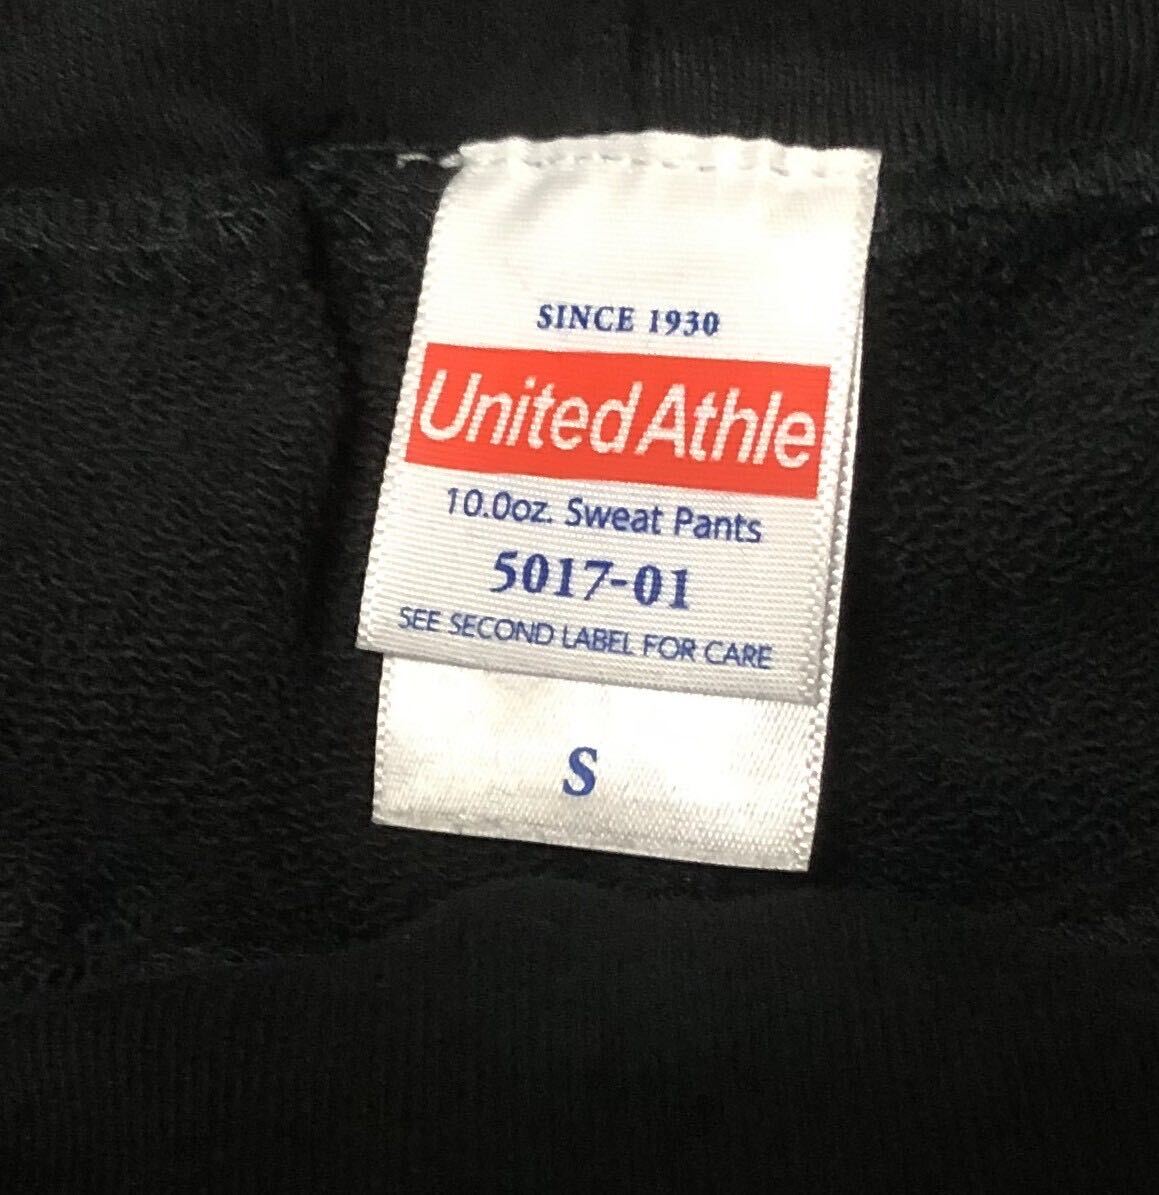 SINCE 1930
United Athle
10.0oz. Sweat Pants
5017-01
SEE SECOND LABEL FOR CARE
S